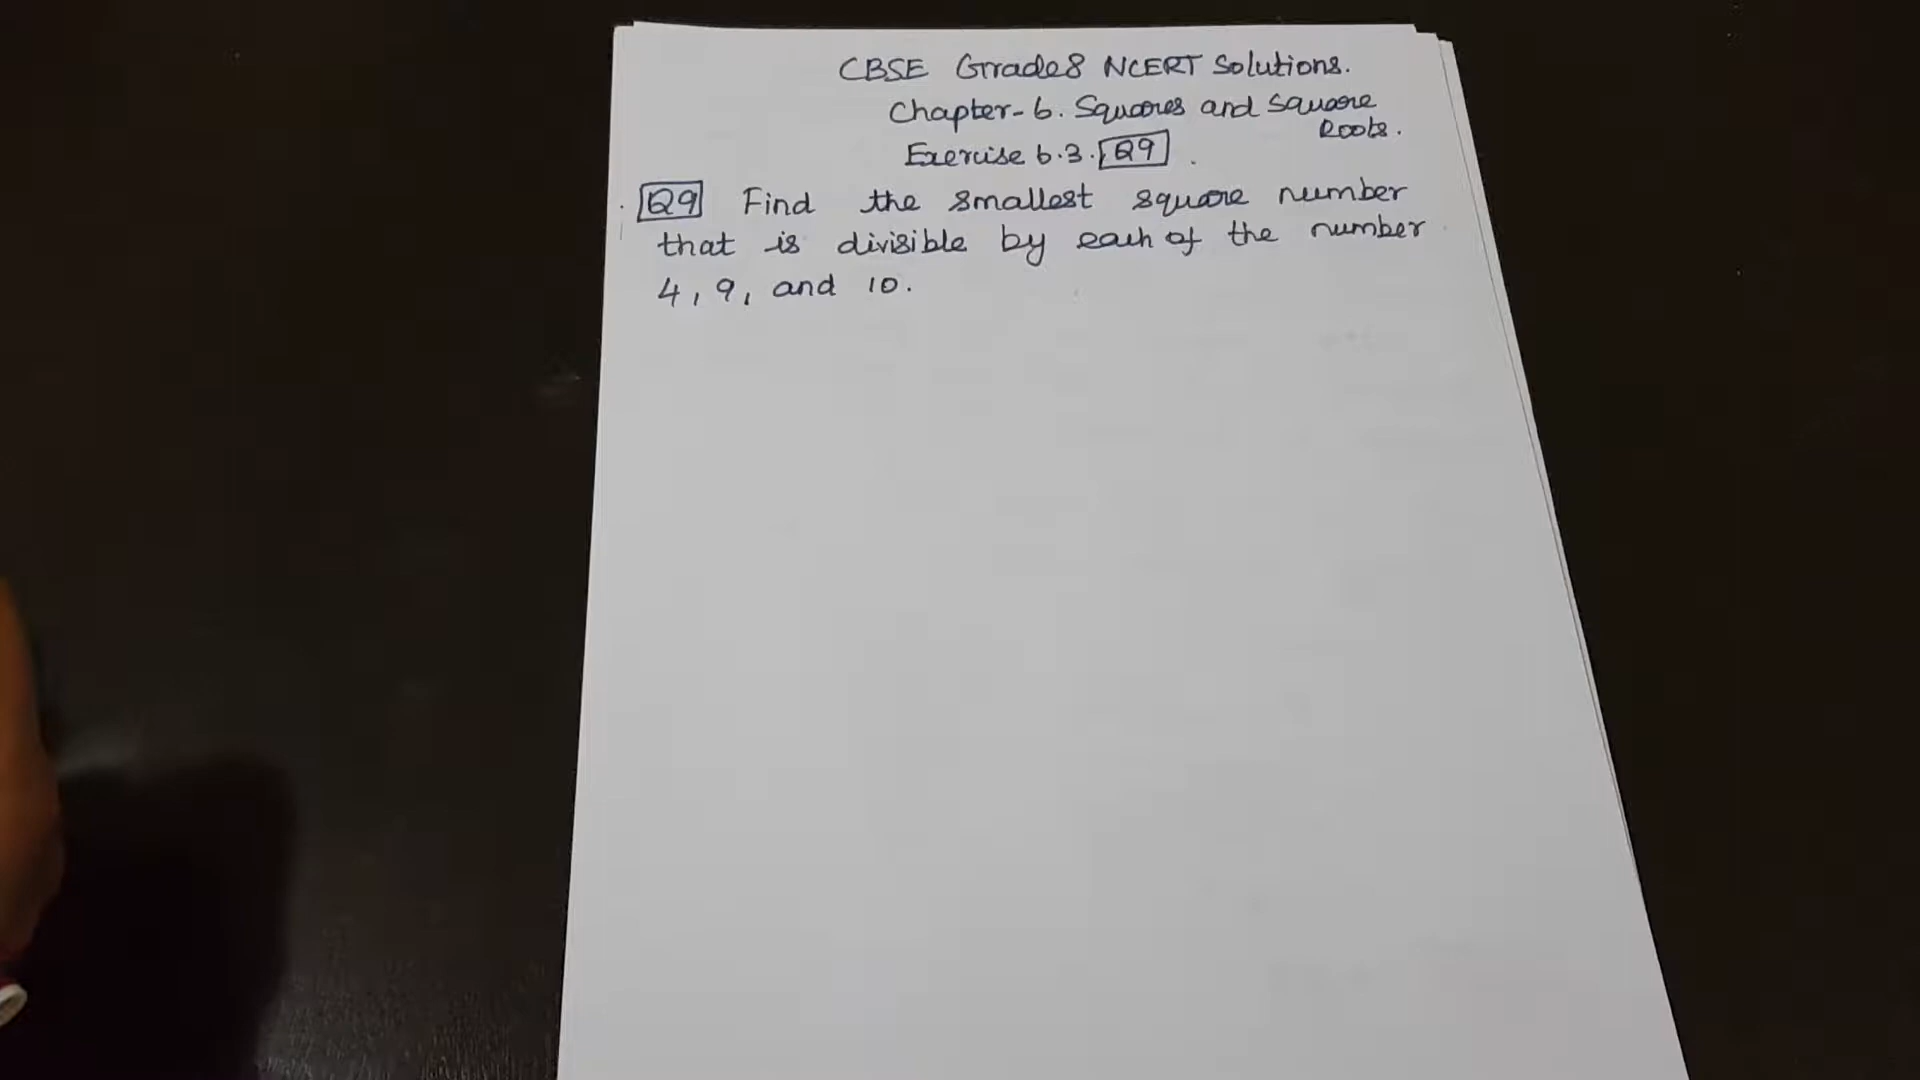 CBSE Grade8 NCERT Solutions.
Chapter-6. Squares and Square
Roots.
Exercise 6.3. Q9.
Q9 Find the smallest square number
that is divisible by each of the number
4, 9, and 10.